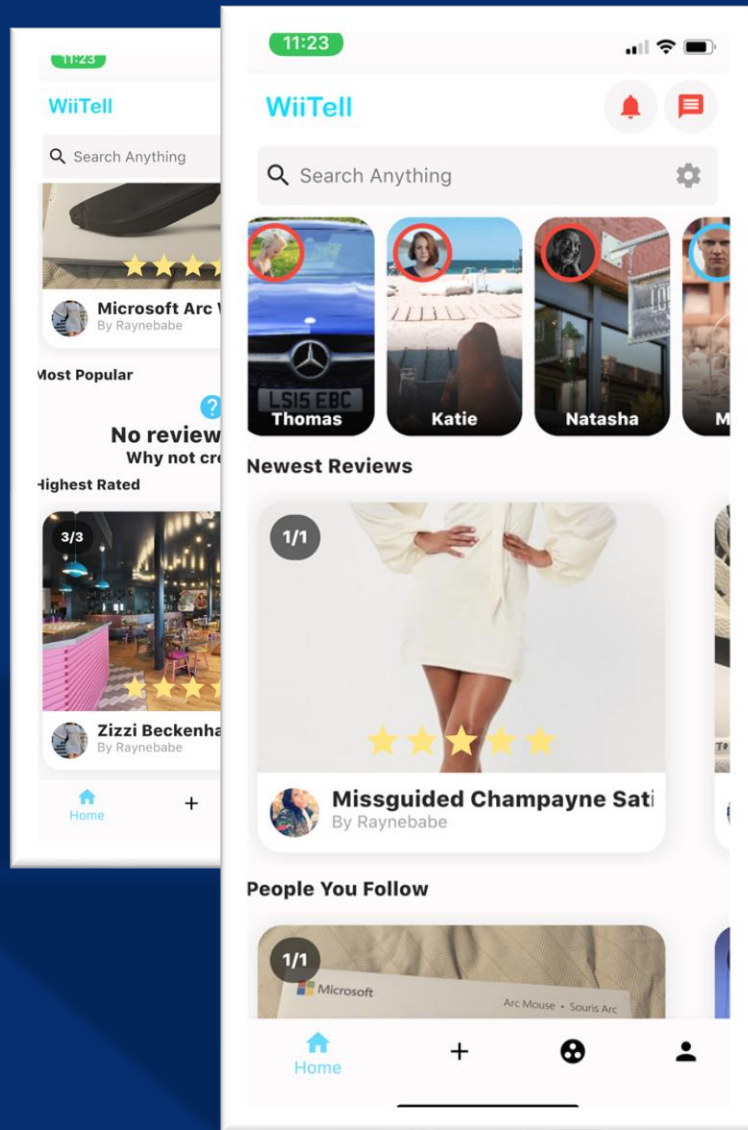 11:23
WiiTell
Search Anything
Microsoft Arc
By Raynebabe
Most Popular
?
No review
Why not cre
Highest Rated
3/3
Zizzi Beckenha
By Raynebabe
Home
11:23
WiiTell
Search Anything
LS15 EBC
Thomas
Katie
Natasha
M
Newest Reviews
1/1
Missguided Champayne Sati
By Raynebabe
People You Follow
1/1
Microsoft
Arc Mouse • Souris Arc
Home